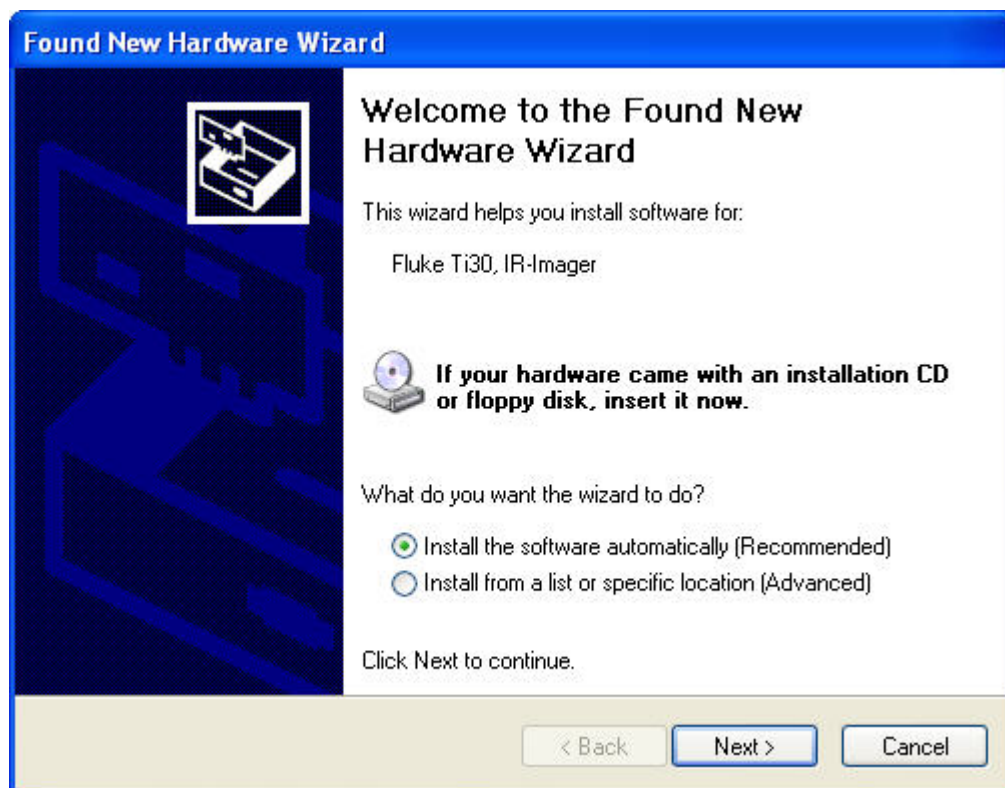 Found New Hardware Wizard
Welcome to the Found New
Hardware Wizard
This wizard helps you install software for:
Fluke Ti30, IR-Imager
If your hardware came with an installation CD
or floppy disk, insert it now.
What do you want the wizard to do?
Install the software automatically (Recommended)
Install from a list or specific location (Advanced)
Click Next to continue.
< Back
Next >
Cancel